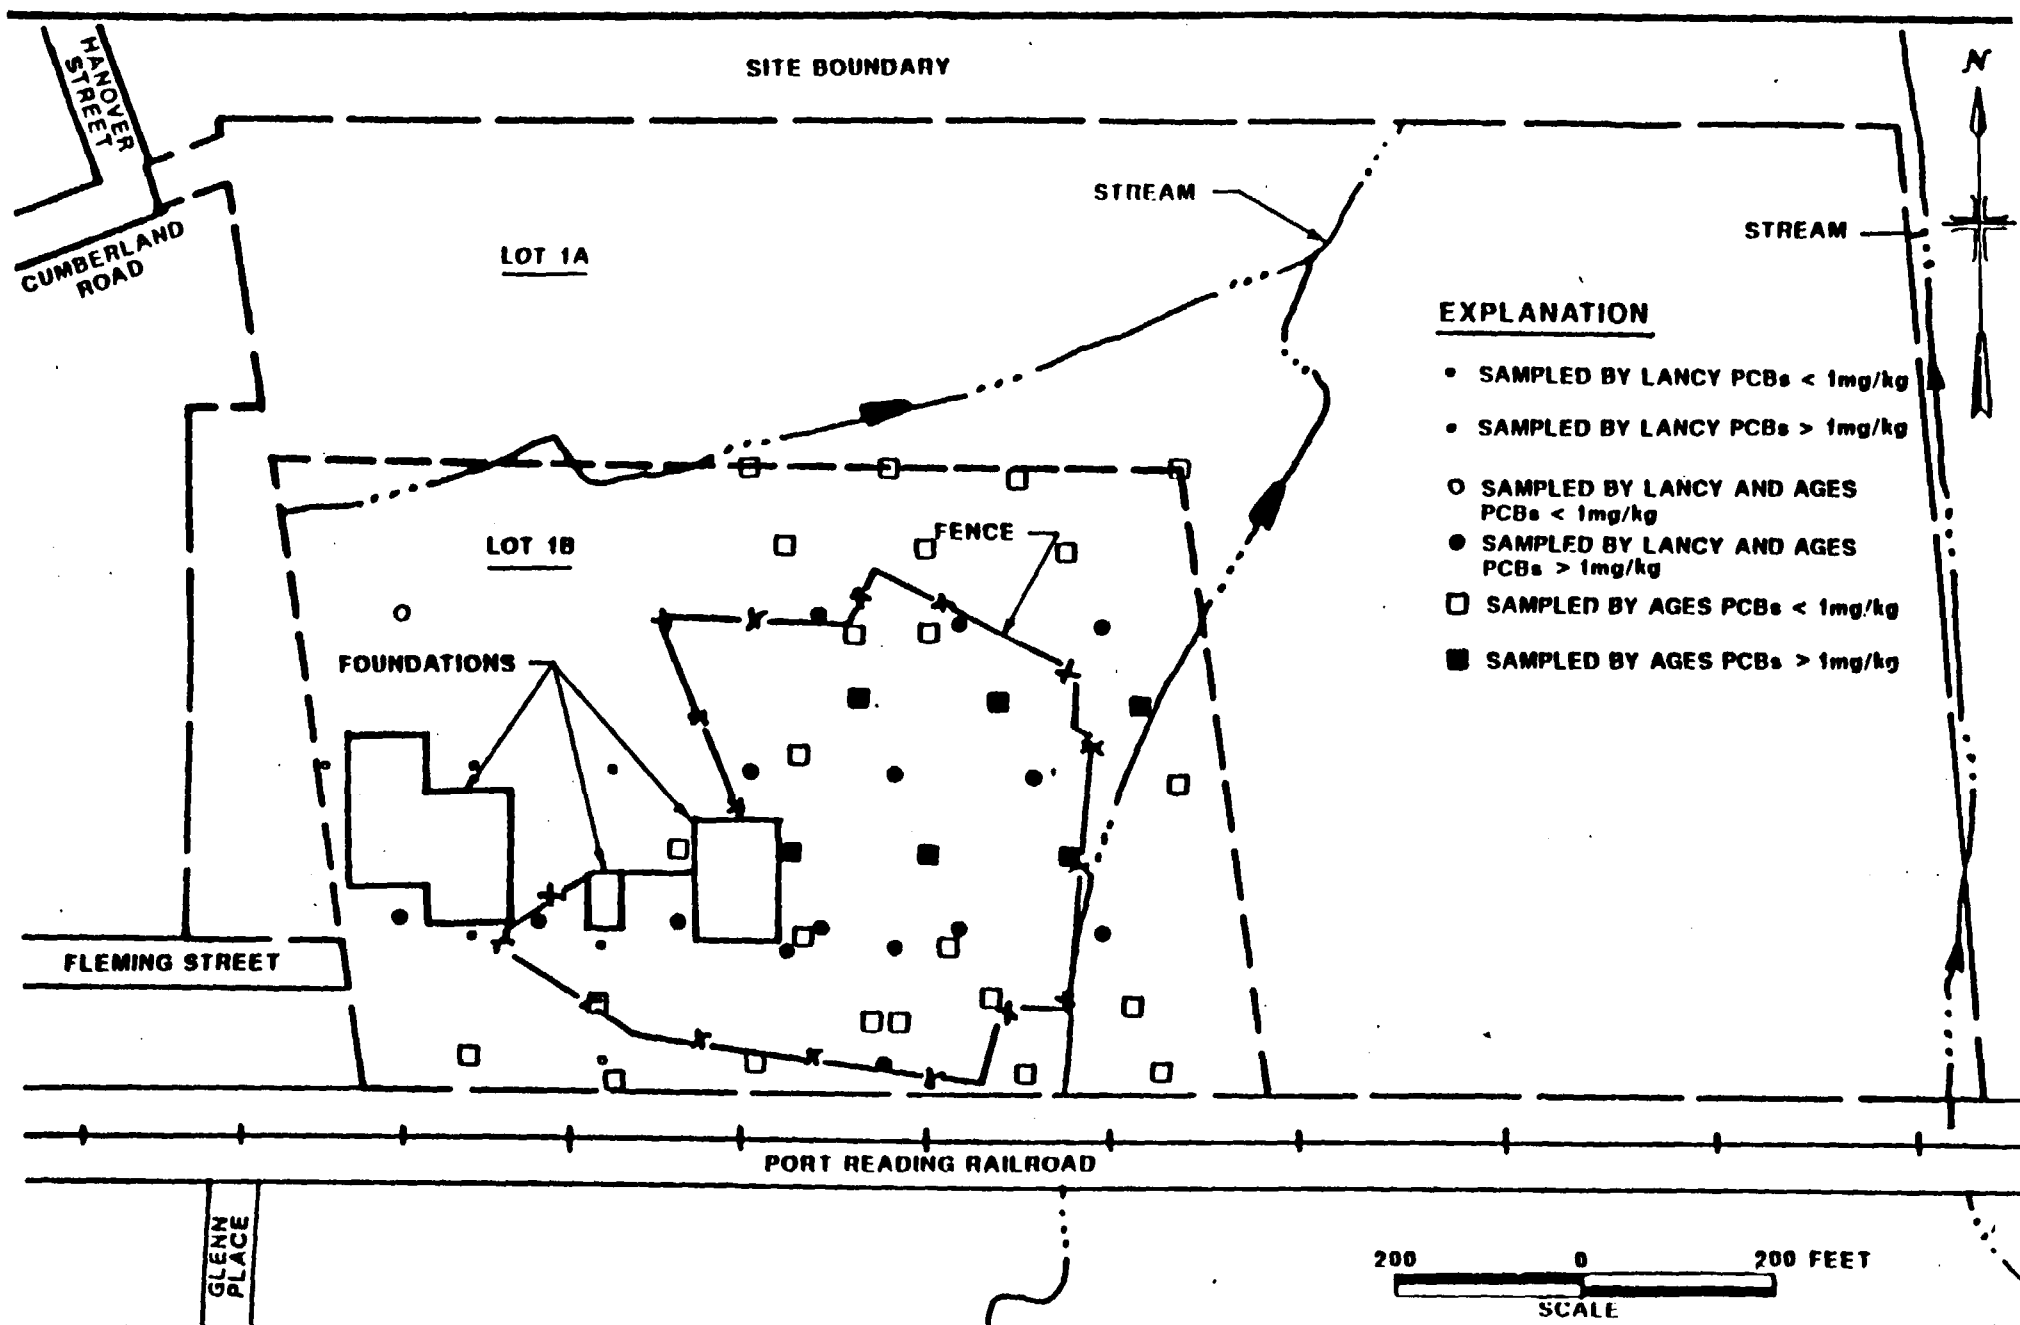 SITE BOUNDARY
HANOVER
STREET
N
STREAM
STREAM
CUMBERLAND
ROAD
LOT 1A
EXPLANATION
SAMPLED BY LANCY PCBs < 1mg/kg
SAMPLED BY LANCY PCBs > 1mg/kg
SAMPLED BY LANCY AND AGES
PCBs < 1mg/kg
SAMPLED BY LANCY AND AGES
PCBs > 1mg/kg
SAMPLED BY AGES PCBs < 1mg/kg
SAMPLED BY AGES PCBs > 1mg/kg
FENCE
LOT 1B
FOUNDATIONS
FLEMING STREET
PORT READING RAILROAD
GLENN
PLACE
200 0 200 FEET
SCALE